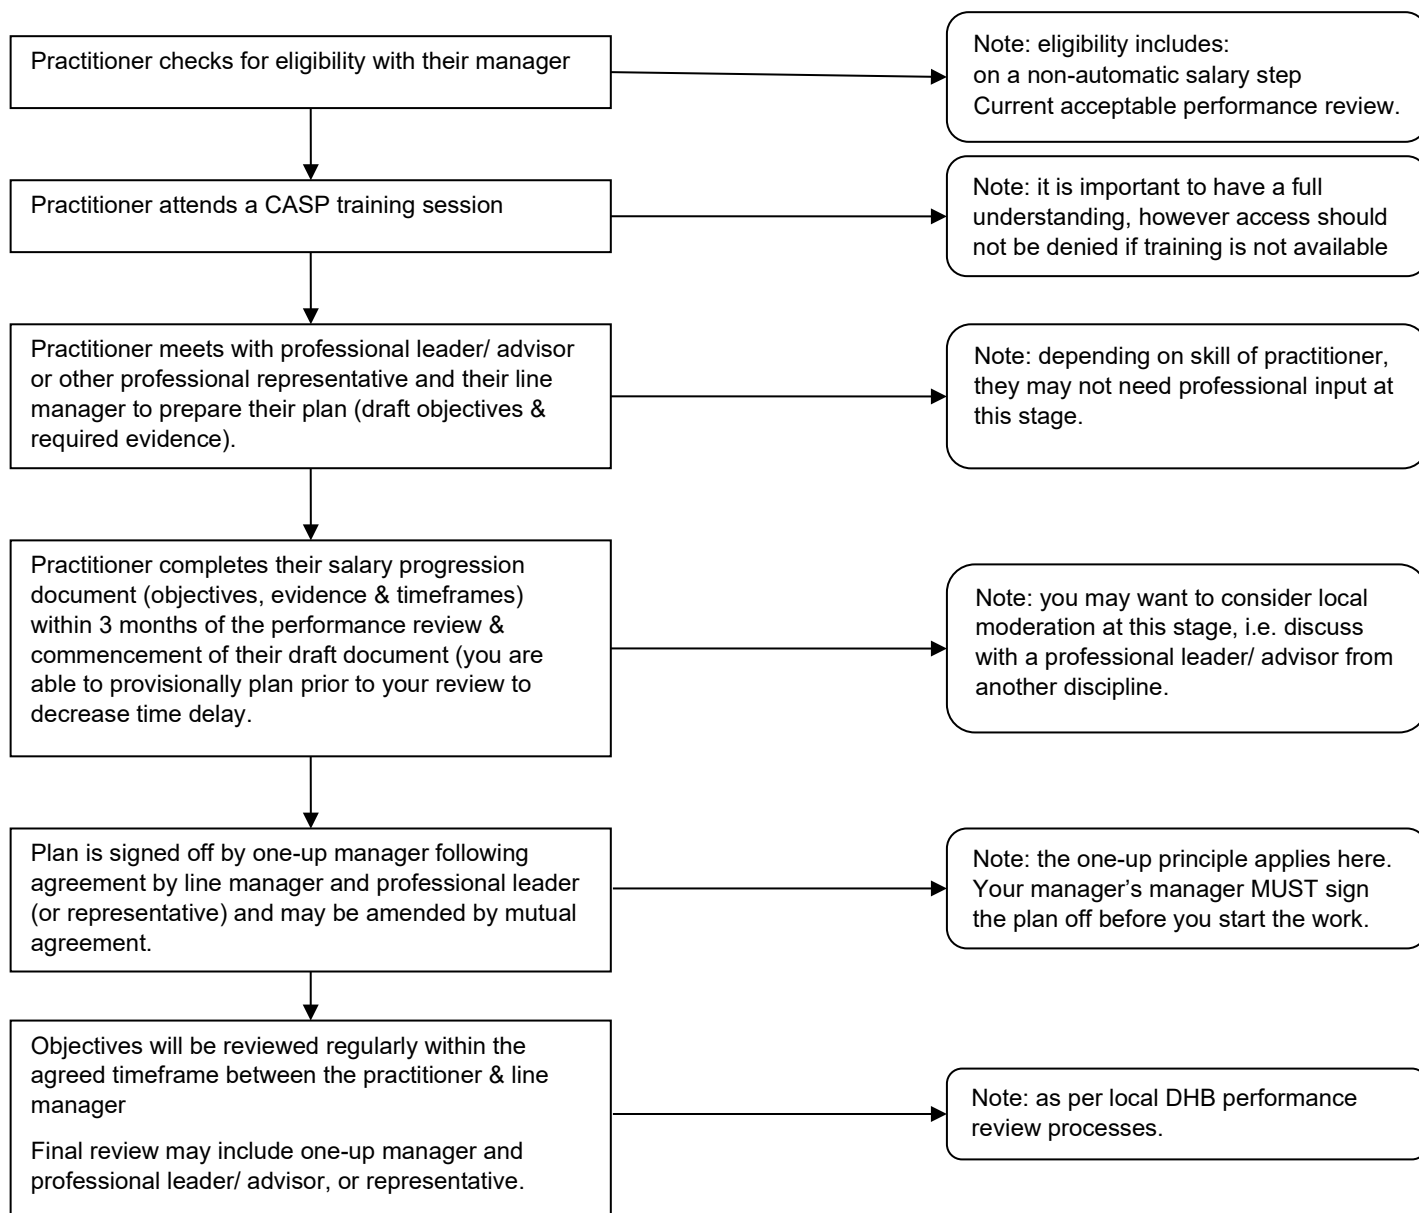 Practitioner checks for eligibility with their manager
Note: eligibility includes:
on a non-automatic salary step
Current acceptable performance review.
Practitioner attends a CASP training session
Note: it is important to have a full
understanding, however access should
not be denied if training is not available
Practitioner meets with professional leader/ advisor
or other professional representative and their line
manager to prepare their plan (draft objectives &
required evidence).
Note: depending on skill of practitioner,
they may not need professional input at
this stage.
Practitioner completes their salary progression
document (objectives, evidence & timeframes)
within 3 months of the performance review &
commencement of their draft document (you are
able to provisionally plan prior to your review to
decrease time delay.
Note: you may want to consider local
moderation at this stage, i.e. discuss
with a professional leader/ advisor from
another discipline.
Plan is signed off by one-up manager following
agreement by line manager and professional leader
(or representative) and may be amended by mutual
agreement.
Note: the one-up principle applies here.
Your manager’s manager MUST sign
the plan off before you start the work.
Objectives will be reviewed regularly within the
agreed timeframe between the practitioner & line
manager
Final review may include one-up manager and
professional leader/ advisor, or representative.
Note: as per local DHB performance
review processes.